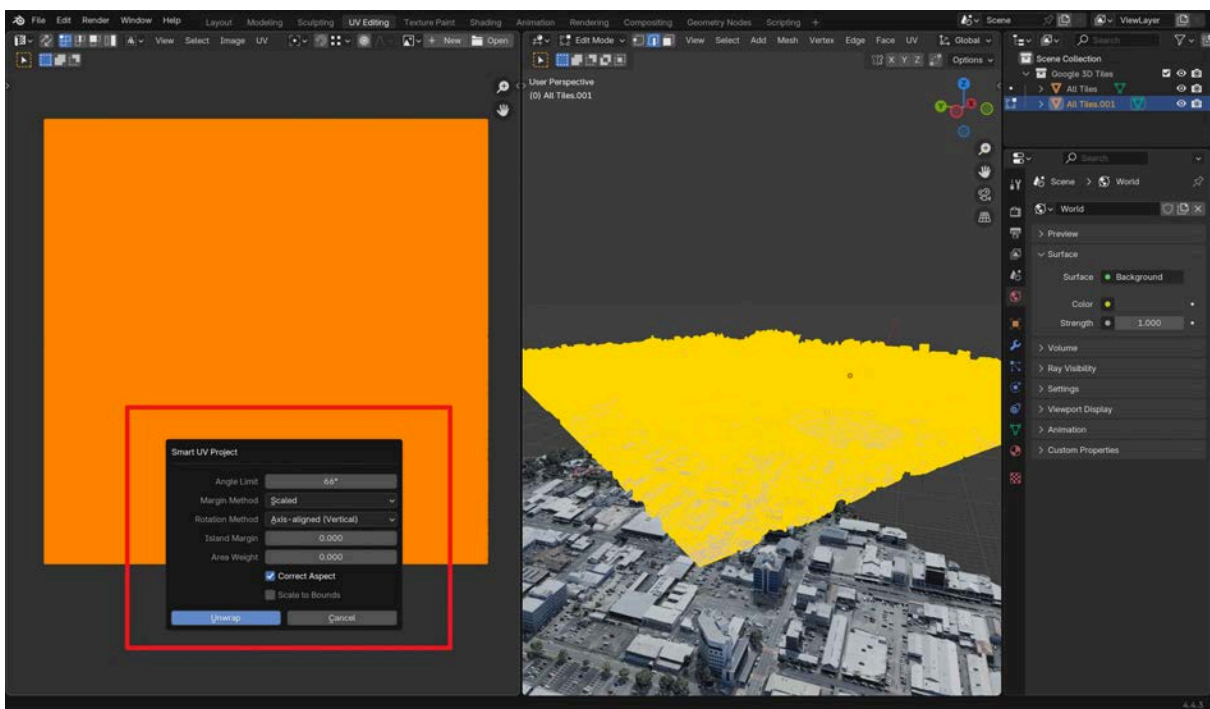 File Edit Render Window Help Layout Modeling Sculpting UV Editing Texture Paint Shading Animation Rendering Compositing Geometry Nodes Scripting + Scene ViewLayer
View Select Image UV + New Open
Edit Mode View Select Add Mesh Vertex Edge Face UV Global
Search
X Y Z Options
User Perspective
(0) All Tiles.001
Z
Y
X
Scene Collection
Google 3D Tiles
All Tiles
All Tiles.001
Search
Scene > World
World
Preview
Surface
Surface Background
Color
Strength 1.000
Volume
Ray Visibility
Settings
Viewport Display
Animation
Custom Properties
Smart UV Project
Angle Limit 66°
Margin Method Scaled
Rotation Method Axis-aligned (Vertical)
Island Margin 0.000
Area Weight 0.000
Correct Aspect
Scale to Bounds
Unwrap Cancel
4.4.3